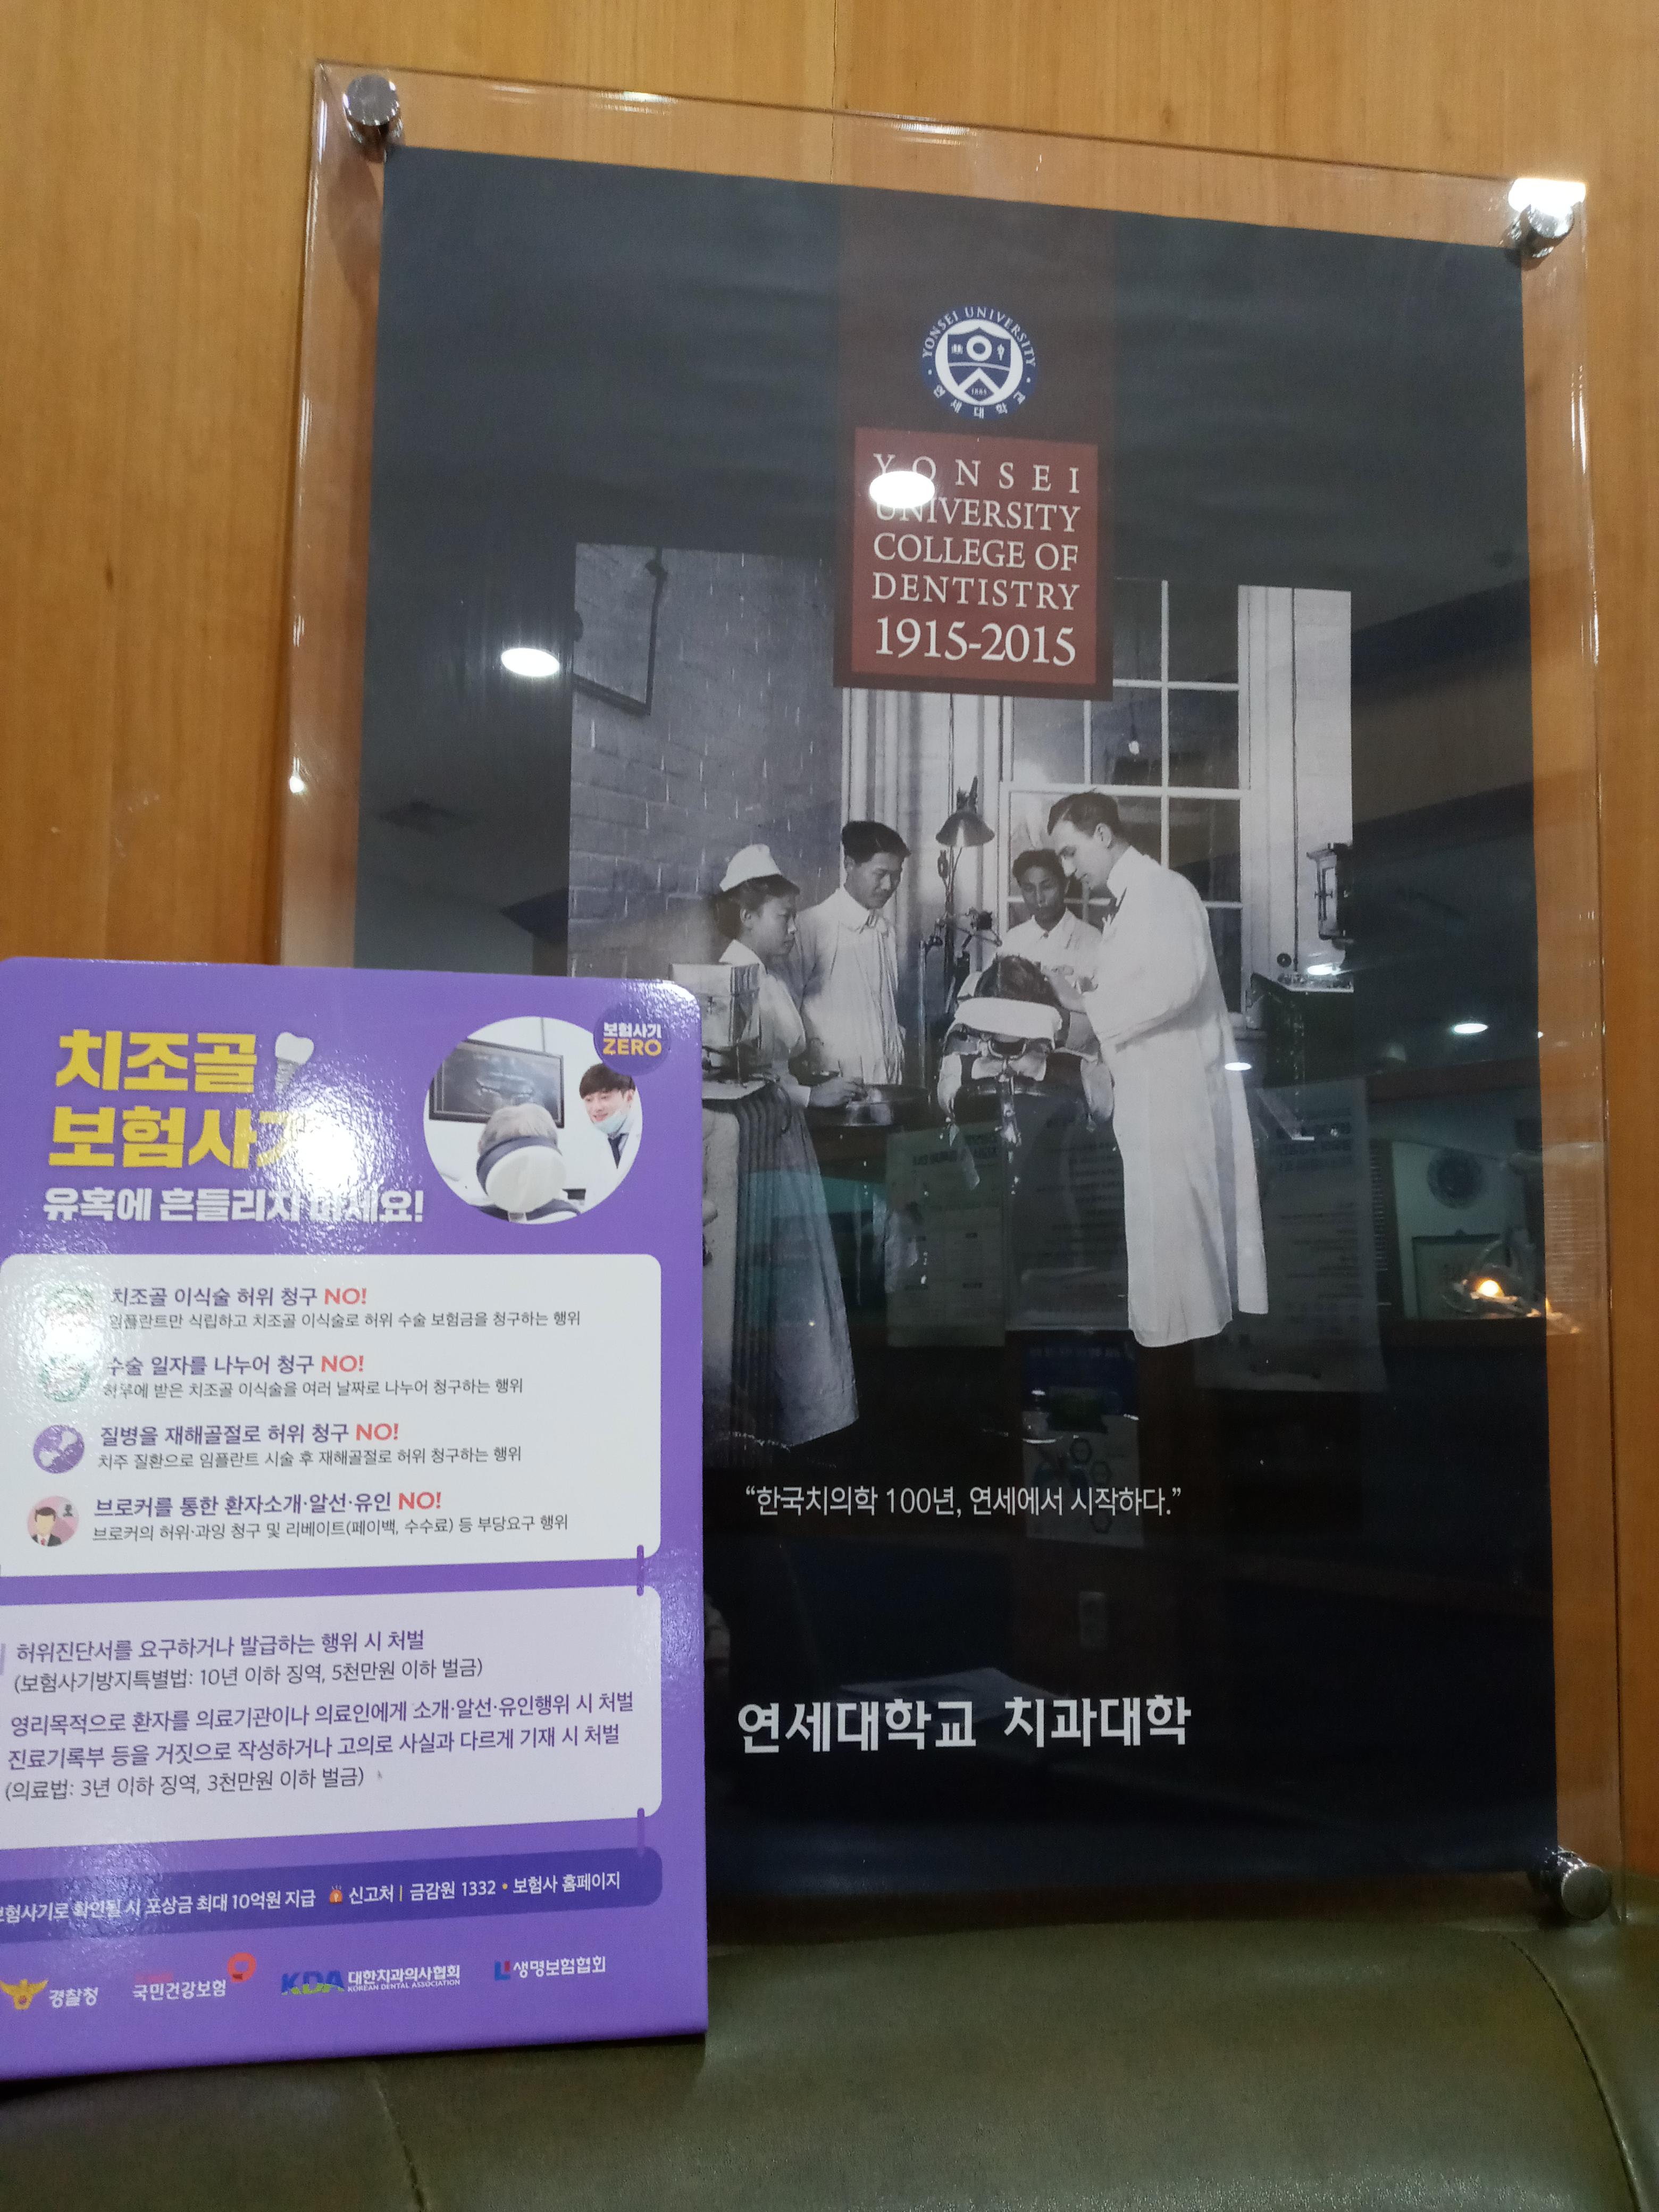 YONSEI UNIVERSITY
1885
연세대학교
YONSEI
UNIVERSITY
COLLEGE OF
DENTISTRY
1915-2015
“한국치의학 100년, 연세에서 시작하다.”
연세대학교 치과대학
보험사기
ZERO
치조골
보험사기
유혹에 흔들리지 마세요!
치조골 이식술 허위 청구 NO!
임플란트만 식립하고 치조골 이식술로 허위 수술 보험금을 청구하는 행위
수술 일자를 나누어 청구 NO!
하루에 받은 치조골 이식술을 여러 날짜로 나누어 청구하는 행위
질병을 재해골절로 허위 청구 NO!
치주 질환으로 임플란트 시술 후 재해골절로 허위 청구하는 행위
브로커를 통한 환자소개·알선·유인 NO!
브로커의 허위·과잉 청구 및 리베이트(페이백, 수수료) 등 부당요구 행위
허위진단서를 요구하거나 발급하는 행위 시 처벌
(보험사기방지특별법: 10년 이하 징역, 5천만원 이하 벌금)
영리목적으로 환자를 의료기관이나 의료인에게 소개·알선·유인행위 시 처벌
진료기록부 등을 거짓으로 작성하거나 고의로 사실과 다르게 기재 시 처벌
(의료법: 3년 이하 징역, 3천만원 이하 벌금)
보험사기로 확인될 시 포상금 최대 10억원 지급 신고처 | 금감원 1332 • 보험사 홈페이지
경찰청
국민건강보험
KDA 대한치과의사협회
KOREAN DENTAL ASSOCIATION
생명보험협회